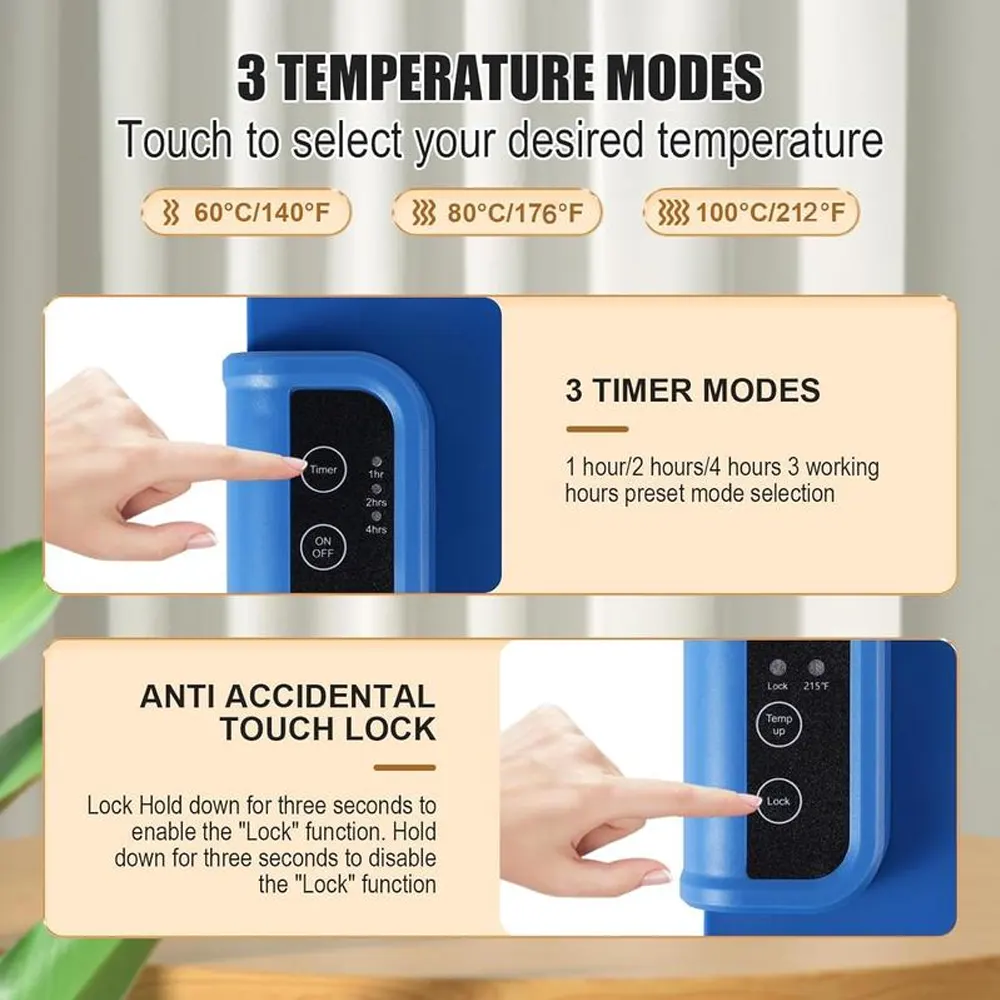 3 TEMPERATURE MODES
Touch to select your desired temperature
60°C/140°F
80°C/176°F
100°C/212°F
3 TIMER MODES
1 hour/2 hours/4 hours 3 working
hours preset mode selection
Timer
1hr
2hrs
4hrs
ON
OFF
ANTI ACCIDENTAL
TOUCH LOCK
Lock Hold down for three seconds to
enable the "Lock" function. Hold
down for three seconds to disable
the "Lock" function
Lock
215°F
Temp
up
Lock